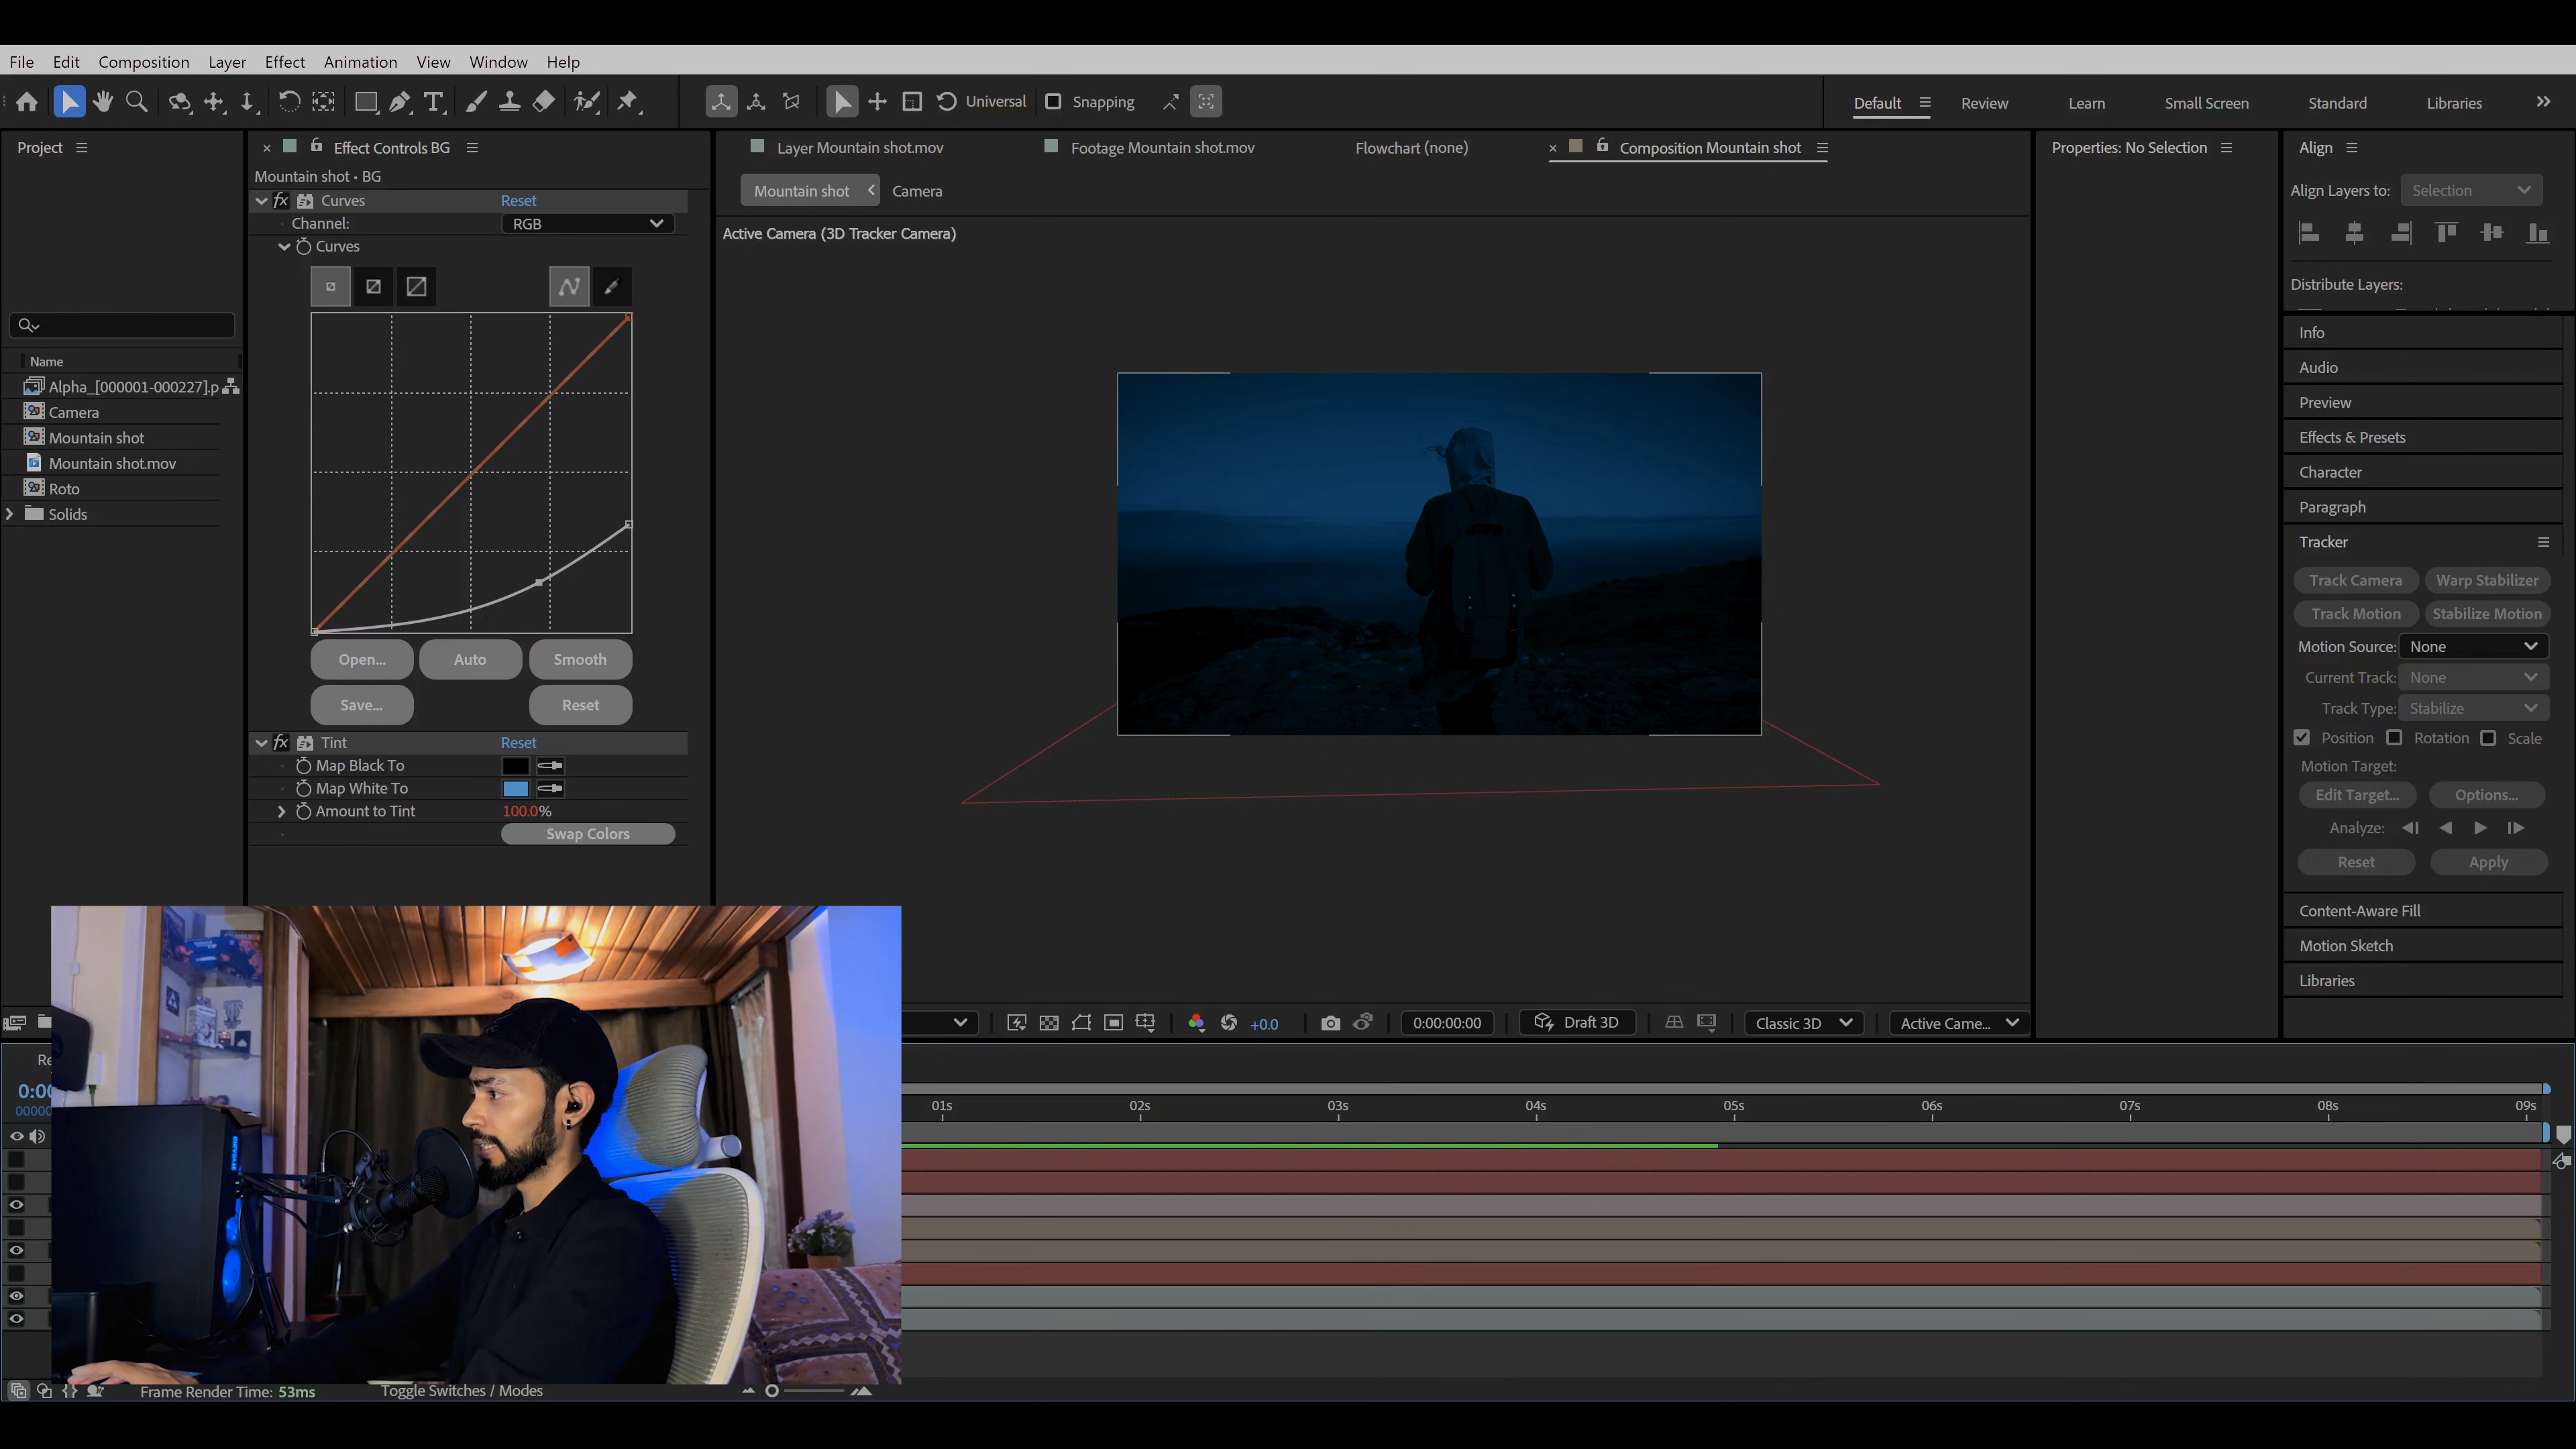 File Edit Composition Layer Effect Animation View Window Help
Universal Snapping Default Review Learn Small Screen Standard Libraries
Project
Effect Controls BG
Layer Mountain shot.mov Footage Mountain shot.mov Flowchart (none) Composition Mountain shot
Properties: No Selection
Align
Mountain shot • BG
Mountain shot Camera
Align Layers to: Selection
Curves Reset
Channel: RGB
Curves
Active Camera (3D Tracker Camera)
Distribute Layers:
Name
Alpha_[000001-000227].p
Camera
Mountain shot
Mountain shot.mov
Roto
Solids
Open... Auto Smooth
Save... Reset
Tint Reset
Map Black To
Map White To
Amount to Tint 100.0%
Swap Colors
Info
Audio
Preview
Effects & Presets
Character
Paragraph
Tracker
Track Camera Warp Stabilizer
Track Motion Stabilize Motion
Motion Source: None
Current Track: None
Track Type: Stabilize
Position Rotation Scale
Motion Target:
Edit Target... Options...
Analyze:
Reset Apply
Content-Aware Fill
Motion Sketch
Libraries
+0.0 0:00:00:00 Draft 3D Classic 3D Active Came...
Re
0:00
00000
01s 02s 03s 04s 05s 06s 07s 08s 09s
Frame Render Time: 53ms Toggle Switches / Modes